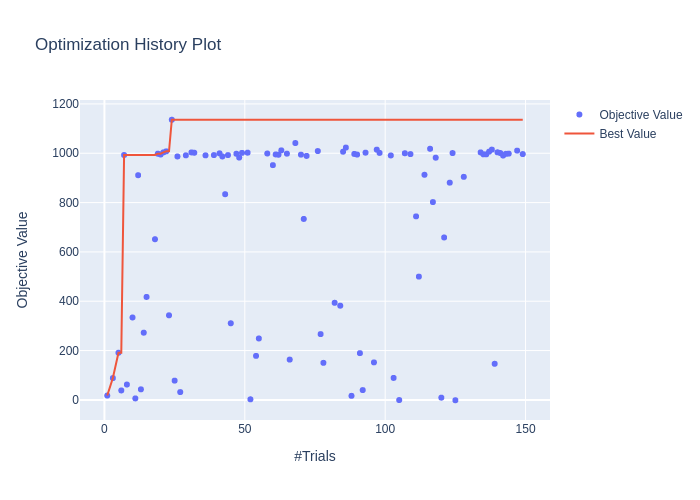 Optimization History Plot
Objective Value
Best Value
1200
1000
800
600
400
200
0
Objective Value
0 50 100 150
#Trials